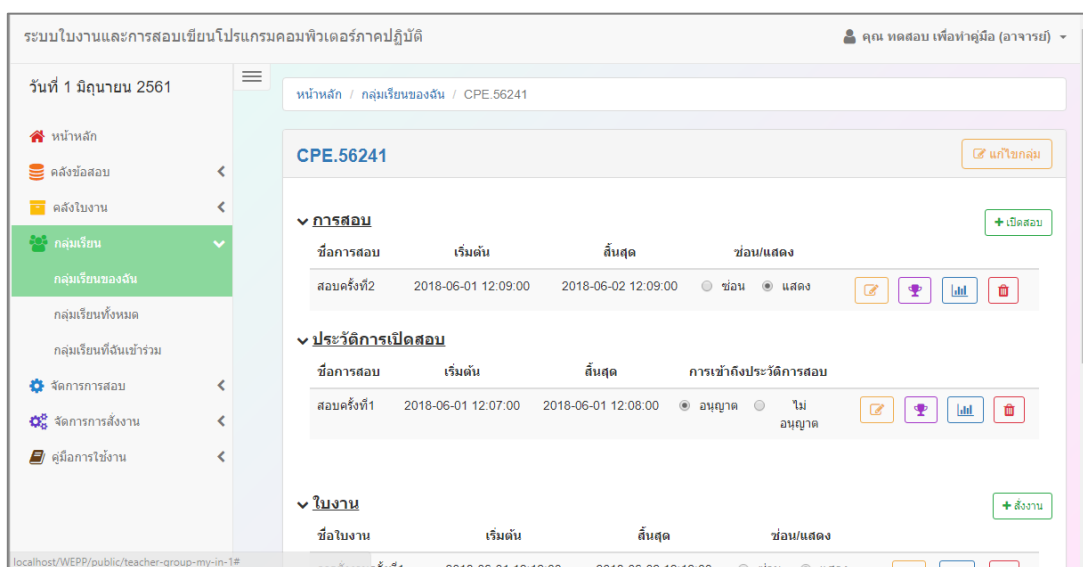 ระบบใบงานและการสอบเขียนโปรแกรมคอมพิวเตอร์ภาคปฏิบัติ
คุณ ทดสอบ เพื่อทำคู่มือ (อาจารย์)
วันที่ 1 มิถุนายน 2561
หน้าหลัก
คลังข้อสอบ
คลังใบงาน
กลุ่มเรียน
กลุ่มเรียนของฉัน
กลุ่มเรียนทั้งหมด
กลุ่มเรียนที่ฉันเข้าร่วม
จัดการการสอบ
จัดการการสั่งงาน
คู่มือการใช้งาน
หน้าหลัก / กลุ่มเรียนของฉัน / CPE.56241
CPE.56241
แก้ไขกลุ่ม
การสอบ
+ เปิดสอบ
ชื่อการสอบ เริ่มต้น สิ้นสุด ซ่อน/แสดง
สอบครั้งที่2 2018-06-01 12:09:00 2018-06-02 12:09:00 ซ่อน แสดง
ประวัติการเปิดสอบ
ชื่อการสอบ เริ่มต้น สิ้นสุด การเข้าถึงประวัติการสอบ
สอบครั้งที่1 2018-06-01 12:07:00 2018-06-01 12:08:00 อนุญาต ไม่
อนุญาต
ใบงาน
+ สั่งงาน
ชื่อใบงาน เริ่มต้น สิ้นสุด ซ่อน/แสดง
localhost/WEPP/public/teacher-group-my-in-1#